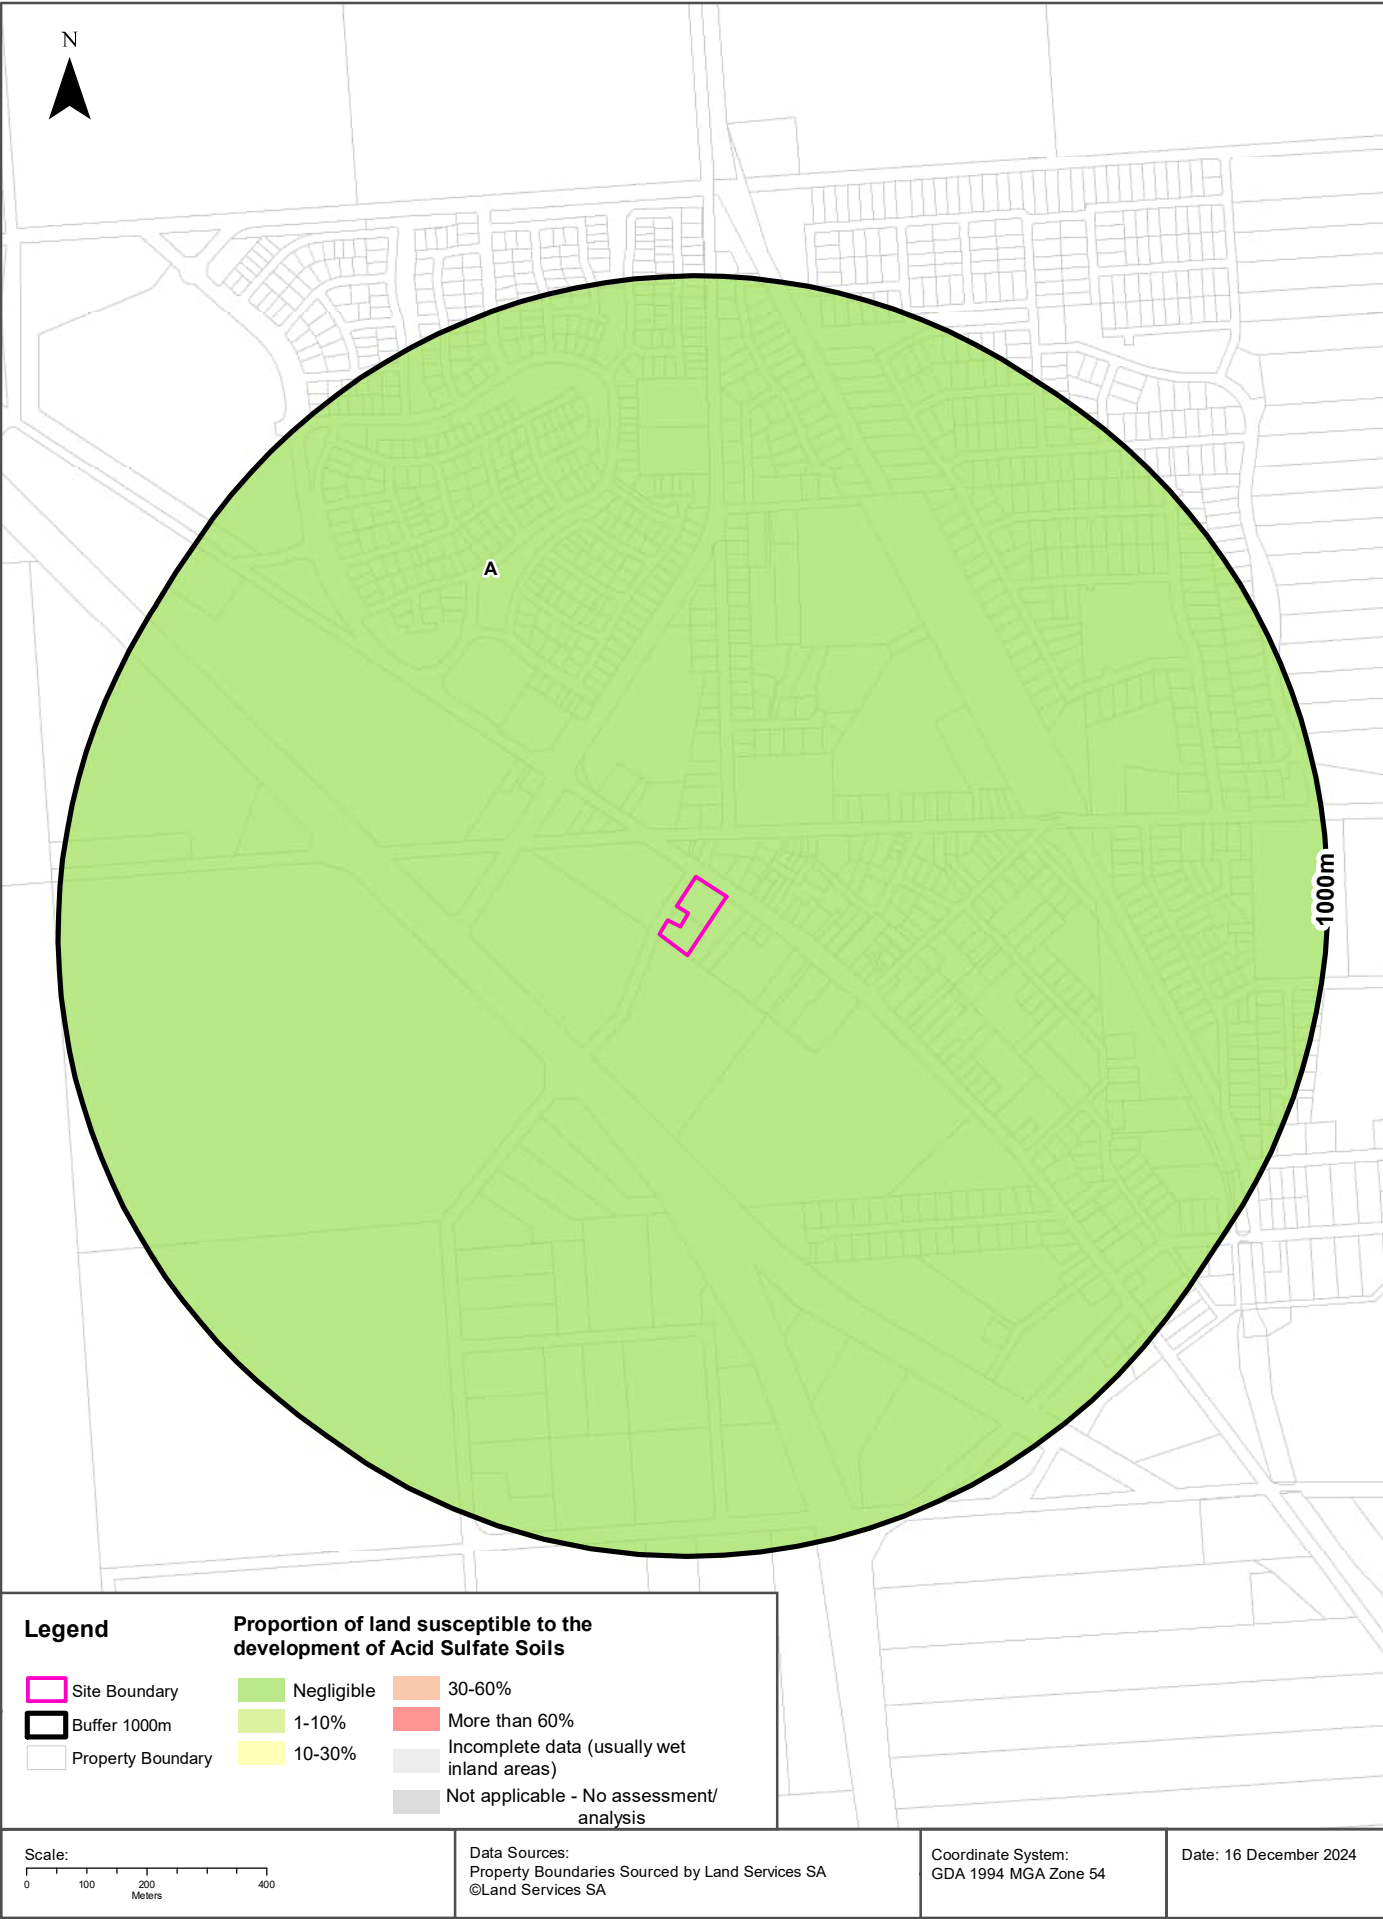 N
A
1000m
Legend
Proportion of land susceptible to the
development of Acid Sulfate Soils
Site Boundary
Buffer 1000m
Property Boundary
Negligible
1-10%
10-30%
30-60%
More than 60%
Incomplete data (usually wet
inland areas)
Not applicable - No assessment/
analysis
Scale:
0 100 200 400
Meters
Data Sources:
Property Boundaries Sourced by Land Services SA
©Land Services SA
Coordinate System:
GDA 1994 MGA Zone 54
Date: 16 December 2024